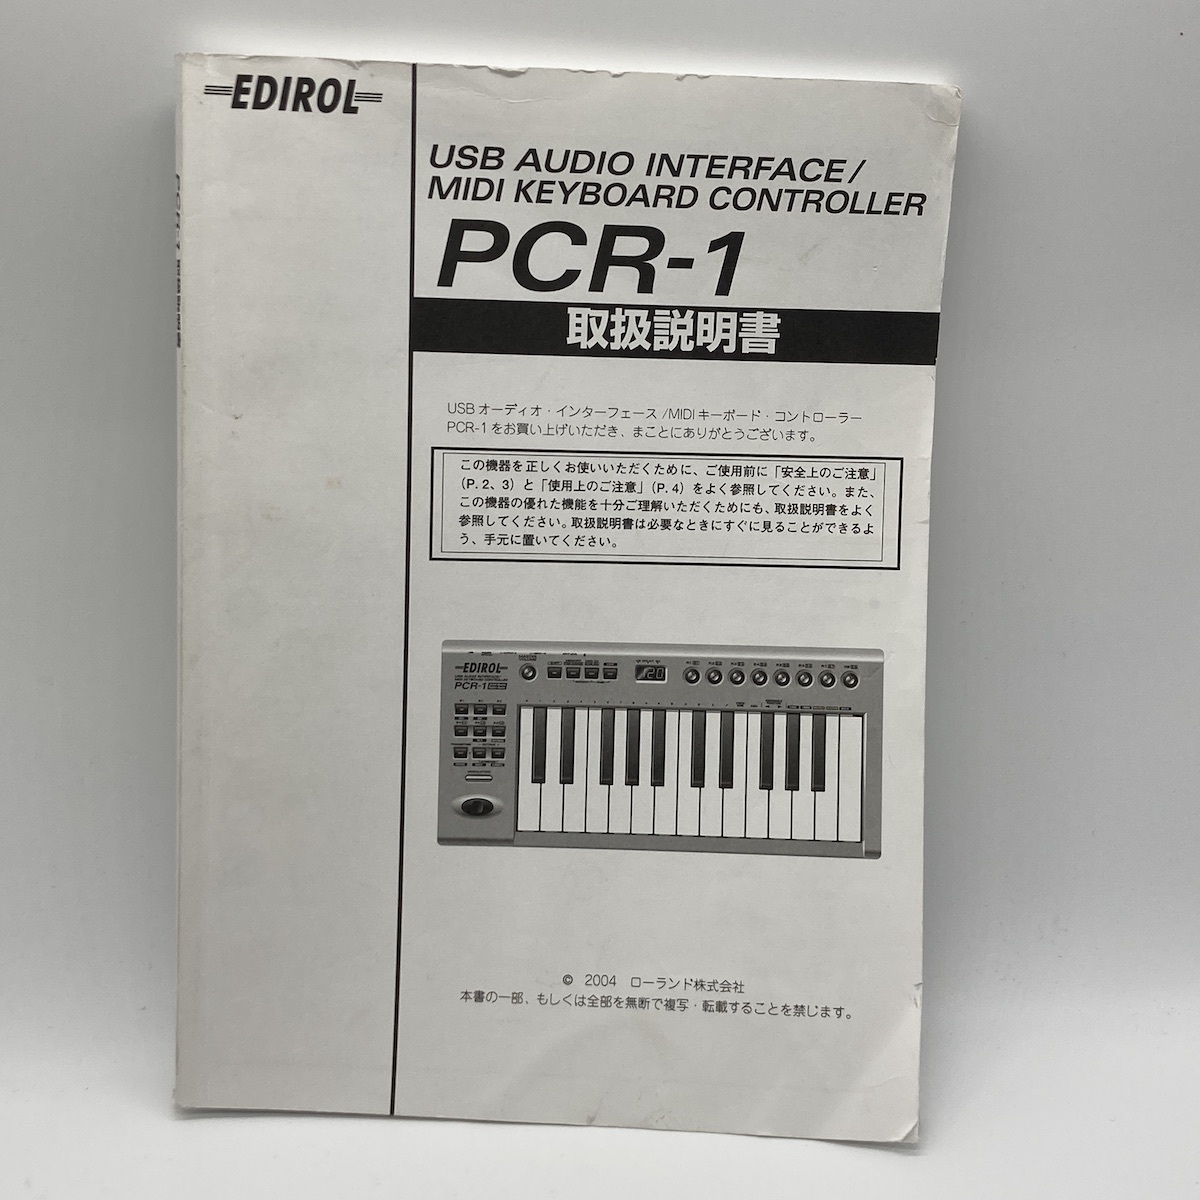 EDIROL
USB AUDIO INTERFACE/
MIDI KEYBOARD CONTROLLER
PCR-1
取扱説明書
USB オーディオ・インターフェース /MIDI キーボード・コントローラー
PCR-1 をお買い上げいただき、まことにありがとうございます。
この機器を正しくお使いいただくために、ご使用前に「安全上のご注意」
（P. 2、3）と「使用上のご注意」（P. 4）をよく参照してください。また、
この機器の優れた機能を十分ご理解いただくためにも、取扱説明書をよく
参照してください。取扱説明書は必要なときにすぐに見ることができるよ
う、手元に置いてください。
EDIROL
USB AUDIO INTERFACE/
MIDI KEYBOARD CONTROLLER
PCR-1
© 2004 ローランド株式会社
本書の一部、もしくは全部を無断で複写・転載することを禁じます。